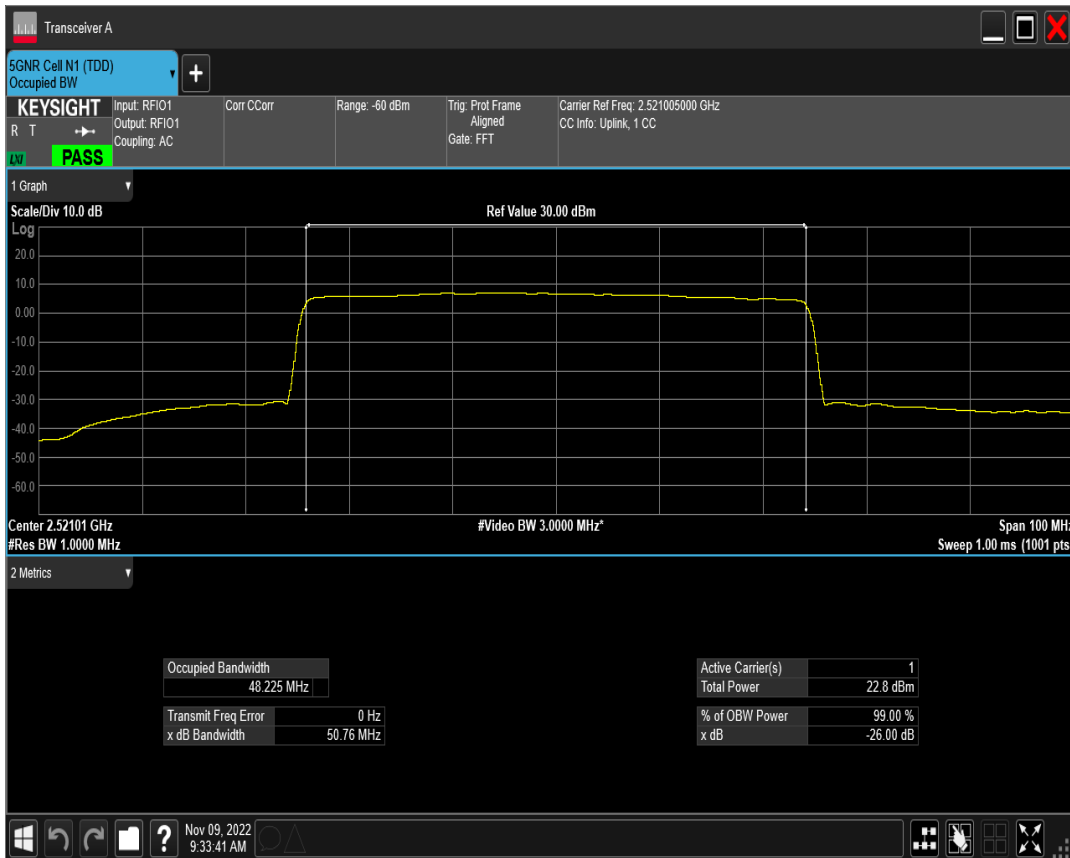 Transceiver A
5GNR Cell N1 (TDD)
Occupied BW
+
KEYSIGHT
R T
LXI
PASS
Input: RFIO1
Output: RFIO1
Coupling: AC
Corr CCorr
Range: -60 dBm
Trig: Prot Frame
Aligned
Gate: FFT
Carrier Ref Freq: 2.521005000 GHz
CC Info: Uplink, 1 CC
1 Graph
Scale/Div 10.0 dB
Ref Value 30.00 dBm
Log
20.0
10.0
0.00
-10.0
-20.0
-30.0
-40.0
-50.0
-60.0
Center 2.52101 GHz
#Video BW 3.0000 MHz*
Span 100 MHz
#Res BW 1.0000 MHz
Sweep 1.00 ms (1001 pts
2 Metrics
Occupied Bandwidth
48.225 MHz
Transmit Freq Error 0 Hz
x dB Bandwidth 50.76 MHz
Active Carrier(s) 1
Total Power 22.8 dBm
% of OBW Power 99.00 %
x dB -26.00 dB
?
Nov 09, 2022
9:33:41 AM